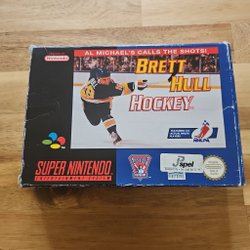 Nintendo
AL MICHAEL'S CALLS THE SHOTS!
BRETT
HULL
HOCKEY
NHLPA
SUPER NINTENDO
ENTERTAINMENT SYSTEM
spel